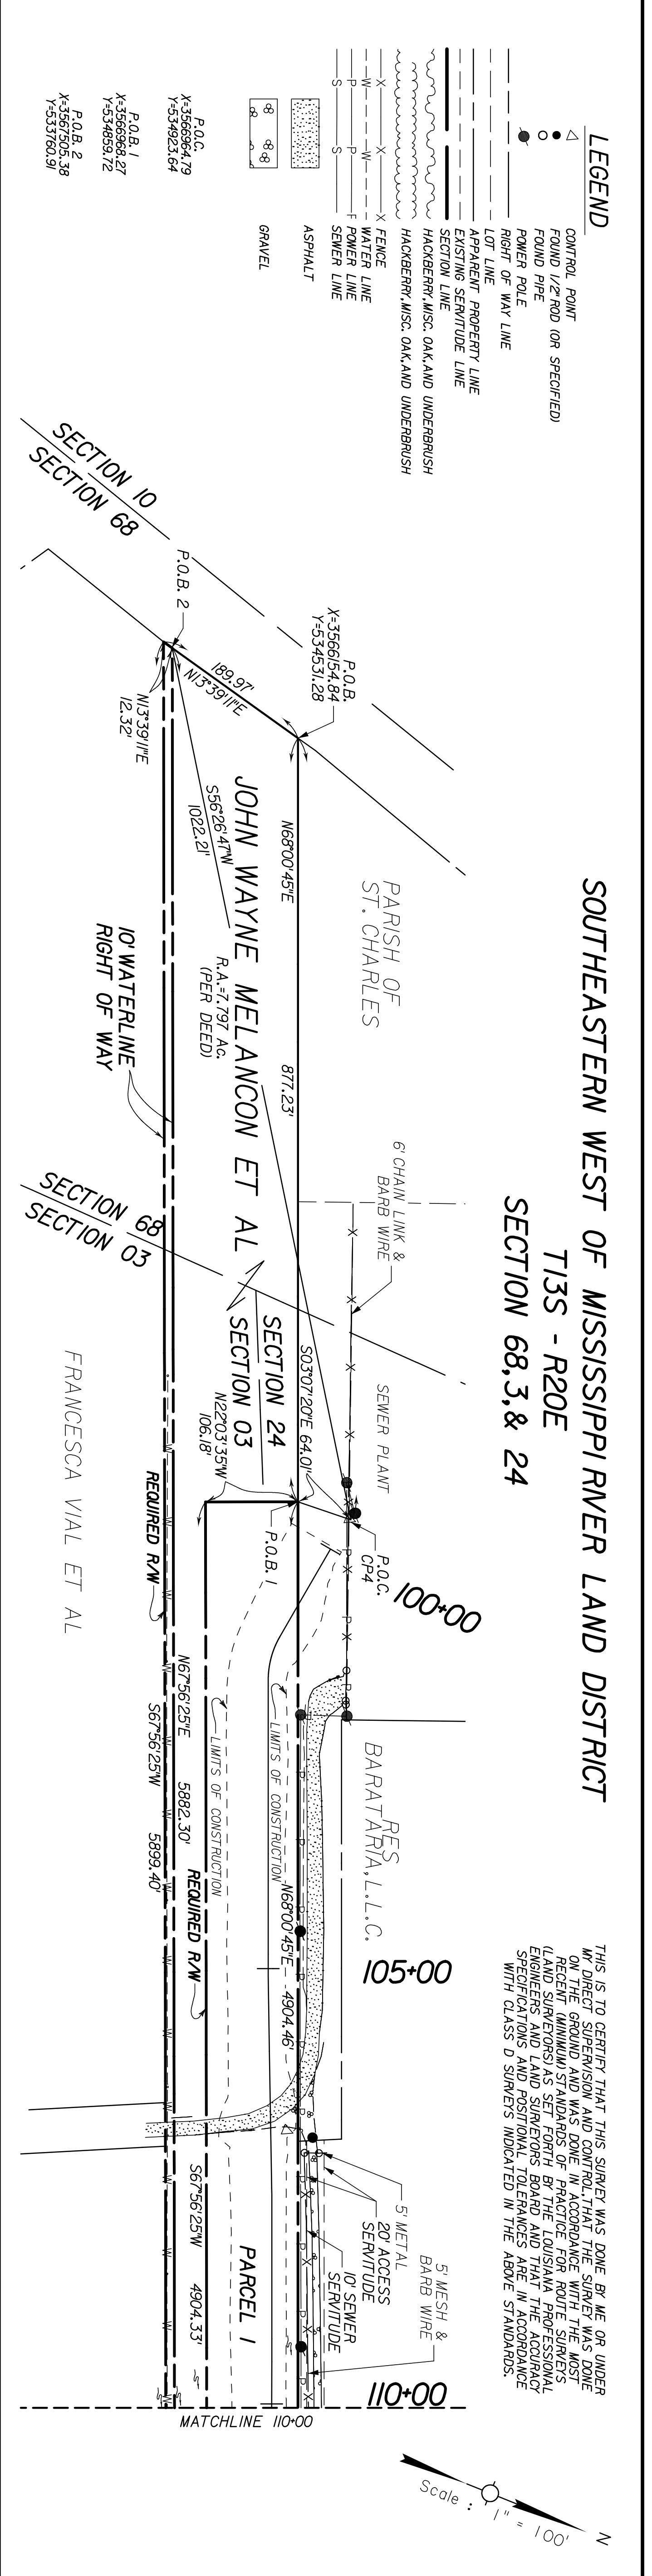 LEGEND
CONTROL POINT
FOUND 1/2" ROD (OR SPECIFIED)
FOUND PIPE
POWER POLE
RIGHT OF WAY LINE
LOT LINE
APPARENT PROPERTY LINE
EXISTING SERVITUDE LINE
SECTION LINE
HACKBERRY,MISC. OAK,AND UNDERBRUSH
HACKBERRY,MISC. OAK,AND UNDERBRUSH
X X X FENCE
W W WATER LINE
P P P POWER LINE
S S SEWER LINE
ASPHALT
GRAVEL
P.O.C.
X=3566964.79
Y=534923.64
P.O.B. 1
X=3566968.27
Y=534859.72
P.O.B. 2
X=3567505.38
Y=533760.91
SOUTHEASTERN WEST OF MISSISSIPPI RIVER LAND DISTRICT
T13S - R20E
SECTION 68,3,& 24
THIS IS TO CERTIFY THAT THIS SURVEY WAS DONE BY ME OR UNDER
MY DIRECT SUPERVISION AND CONTROL,THAT THE SURVEY WAS DONE
ON THE GROUND AND WAS DONE IN ACCORDANCE WITH THE MOST
RECENT (MINIMUM) STANDARDS OF PRACTICE FOR ROUTE SURVEYS
(LAND SURVEYORS) AS SET FORTH BY THE LOUISIANA PROFESSIONAL
ENGINEERS AND LAND SURVEYORS BOARD AND THAT THE ACCURACY
SPECIFICATIONS AND POSITIONAL TOLERANCES ARE IN ACCORDANCE
WITH CLASS D SURVEYS INDICATED IN THE ABOVE STANDARDS.
SECTION 10
SECTION 68
P.O.B. 2
P.O.B.
X=3566154.84
Y=534531.28
189.97'
N13°39'11"E
N13°39'11"E
12.32'
S56°26'47"W
1022.21'
N68°00'45"E
877.23'
JOHN WAYNE MELANCON ET AL
R.A.=7.797 Ac.
(PER DEED)
10' WATERLINE
RIGHT OF WAY
PARISH OF
ST. CHARLES
6' CHAIN LINK &
BARB WIRE
SEWER PLANT
SECTION 68
SECTION 03
SECTION 24
SECTION 03
S03°07'20"E 64.01'
N22°03'35"W
106.18'
P.O.B. 1
P.O.C.
CP4
100+00
FRANCESCA VIAL ET AL
REQUIRED R/W
N67°56'25"E 5882.30'
S67°56'25"W 5899.40'
LIMITS OF CONSTRUCTION
LIMITS OF CONSTRUCTION
REQUIRED R/W
RES
BARATARIA,L.L.C.
N68°00'45"E 4904.46'
105+00
S67°56'25"W 4904.33'
PARCEL 1
5' METAL
20' ACCESS
SERVITUDE
10' SEWER
SERVITUDE
5' MESH &
BARB WIRE
110+00
MATCHLINE 110+00
N
Scale : 1" = 100'